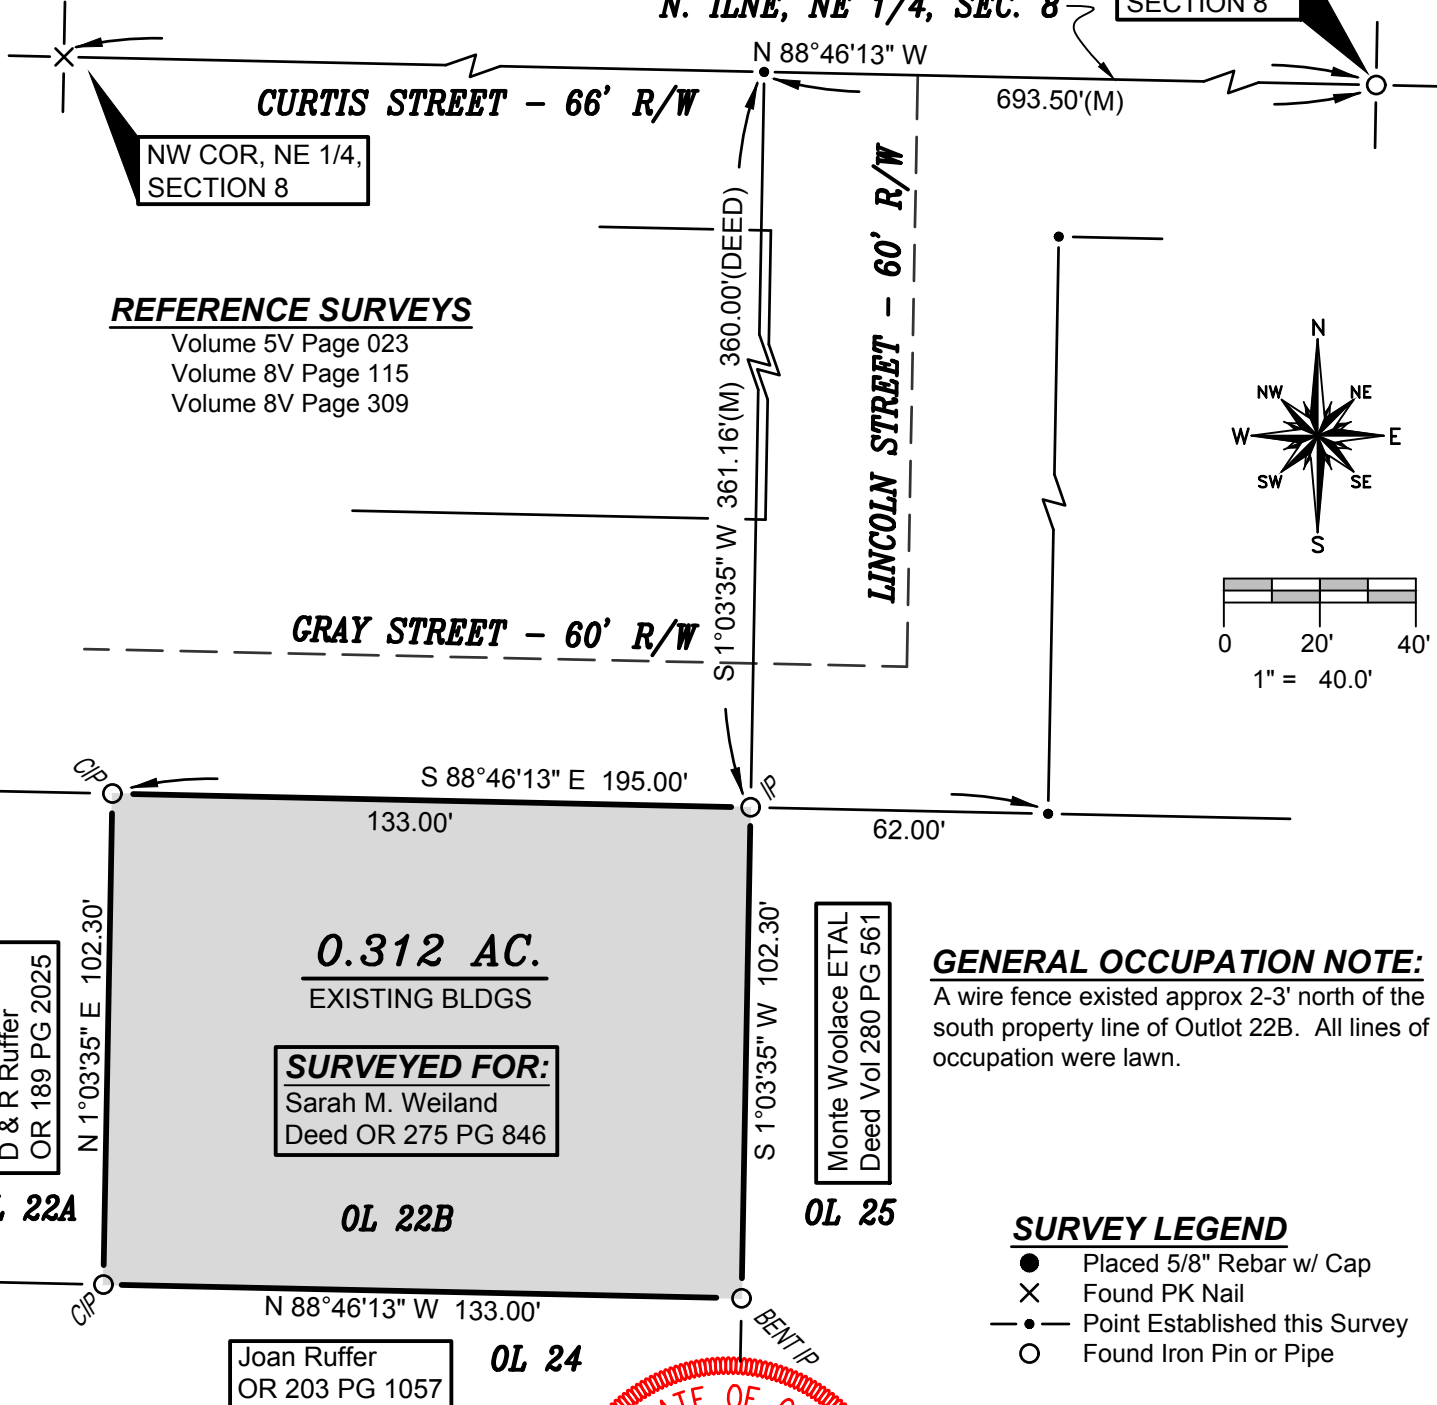 N. ILNE, NE 1/4, SEC. 8
SECTION 8
N 88°46'13" W
693.50'(M)
CURTIS STREET - 66' R/W
NW COR, NE 1/4,
SECTION 8
REFERENCE SURVEYS
Volume 5V Page 023
Volume 8V Page 115
Volume 8V Page 309
S 1°03'35" W 361.16'(M) 360.00'(DEED)
LINCOLN STREET - 60' R/W
GRAY STREET - 60' R/W
N
NW
NE
W
E
SW
SE
S
0 20' 40'
1" = 40.0'
CIP
S 88°46'13" E 195.00'
IP
133.00'
62.00'
N 1°03'35" E 102.30'
D & R Ruffer
OR 189 PG 2025
22A
0.312 AC.
EXISTING BLDGS
SURVEYED FOR:
Sarah M. Weiland
Deed OR 275 PG 846
OL 22B
S 1°03'35" W 102.30'
Monte Woolace ETAL
Deed Vol 280 PG 561
OL 25
GENERAL OCCUPATION NOTE:
A wire fence existed approx 2-3' north of the
south property line of Outlot 22B. All lines of
occupation were lawn.
CIP
N 88°46'13" W 133.00'
BENT IP
Joan Ruffer
OR 203 PG 1057
OL 24
SURVEY LEGEND
Placed 5/8" Rebar w/ Cap
Found PK Nail
Point Established this Survey
Found Iron Pin or Pipe
OF